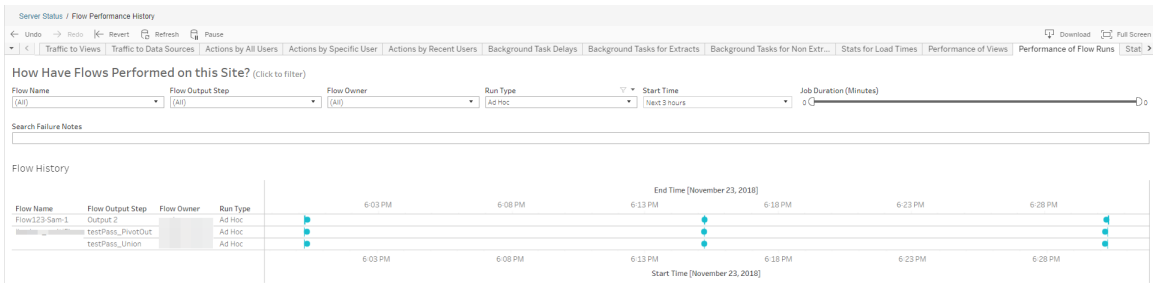 Server Status / Flow Performance History
← Undo → Redo Revert Refresh Pause Download Full Screen
Traffic to Views Traffic to Data Sources Actions by All Users Actions by Specific User Actions by Recent Users Background Task Delays Background Tasks for Extracts Background Tasks for Non Extr... Stats for Load Times Performance of Views Performance of Flow Runs Stat
How Have Flows Performed on this Site? (Click to filter)
Flow Name Flow Output Step Flow Owner Run Type Start Time Job Duration (Minutes)
(All) (All) (All) Ad Hoc Next 3 hours 0 0
Search Failure Notes
Flow History
End Time [November 23, 2018]
Flow Name Flow Output Step Flow Owner Run Type 6:03 PM 6:08 PM 6:13 PM 6:18 PM 6:23 PM 6:28 PM
Flow123-Sam-1 Output 2 Ad Hoc
testPass_PivotOut Ad Hoc
testPass_Union Ad Hoc
6:03 PM 6:08 PM 6:13 PM 6:18 PM 6:23 PM 6:28 PM
Start Time [November 23, 2018]